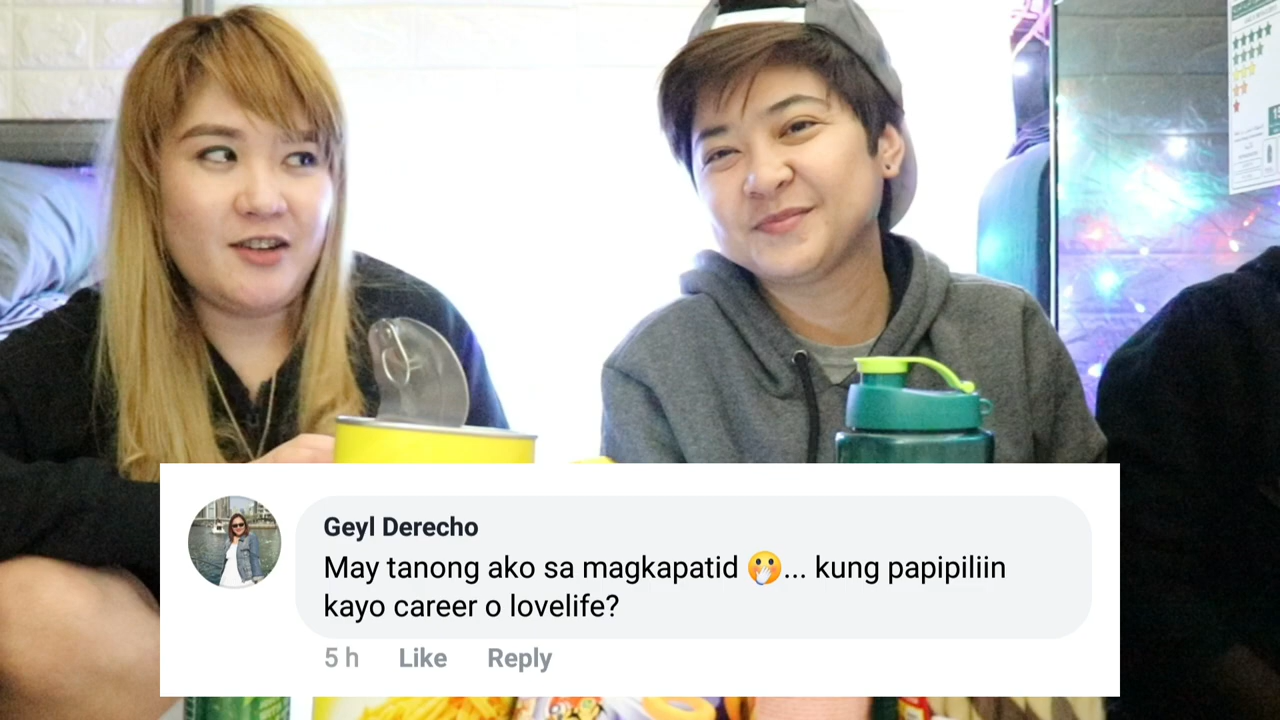 Geyl Derecho
May tanong ako sa magkapatid 🤭... kung papipiliin
kayo career o lovelife?
5 h Like Reply